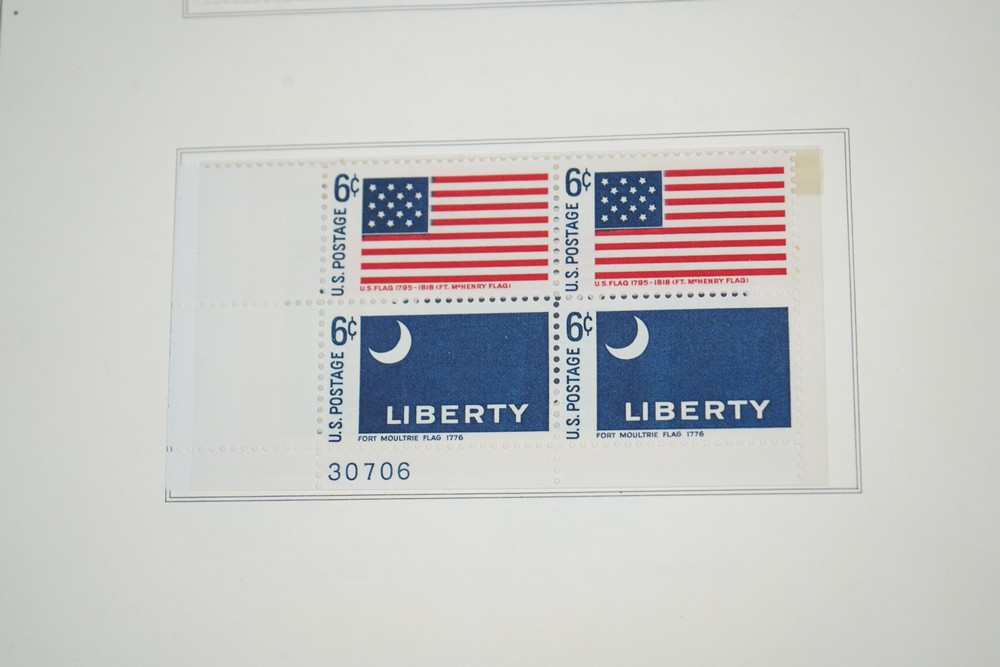 6¢
U.S. POSTAGE
U.S. FLAG 1795-1818 (FT. McHENRY FLAG)
6¢
U.S. POSTAGE
U.S. FLAG 1795-1818 (FT. McHENRY FLAG)
6¢
U.S. POSTAGE
LIBERTY
FORT MOULTRIE FLAG 1776
6¢
U.S. POSTAGE
LIBERTY
FORT MOULTRIE FLAG 1776
30706